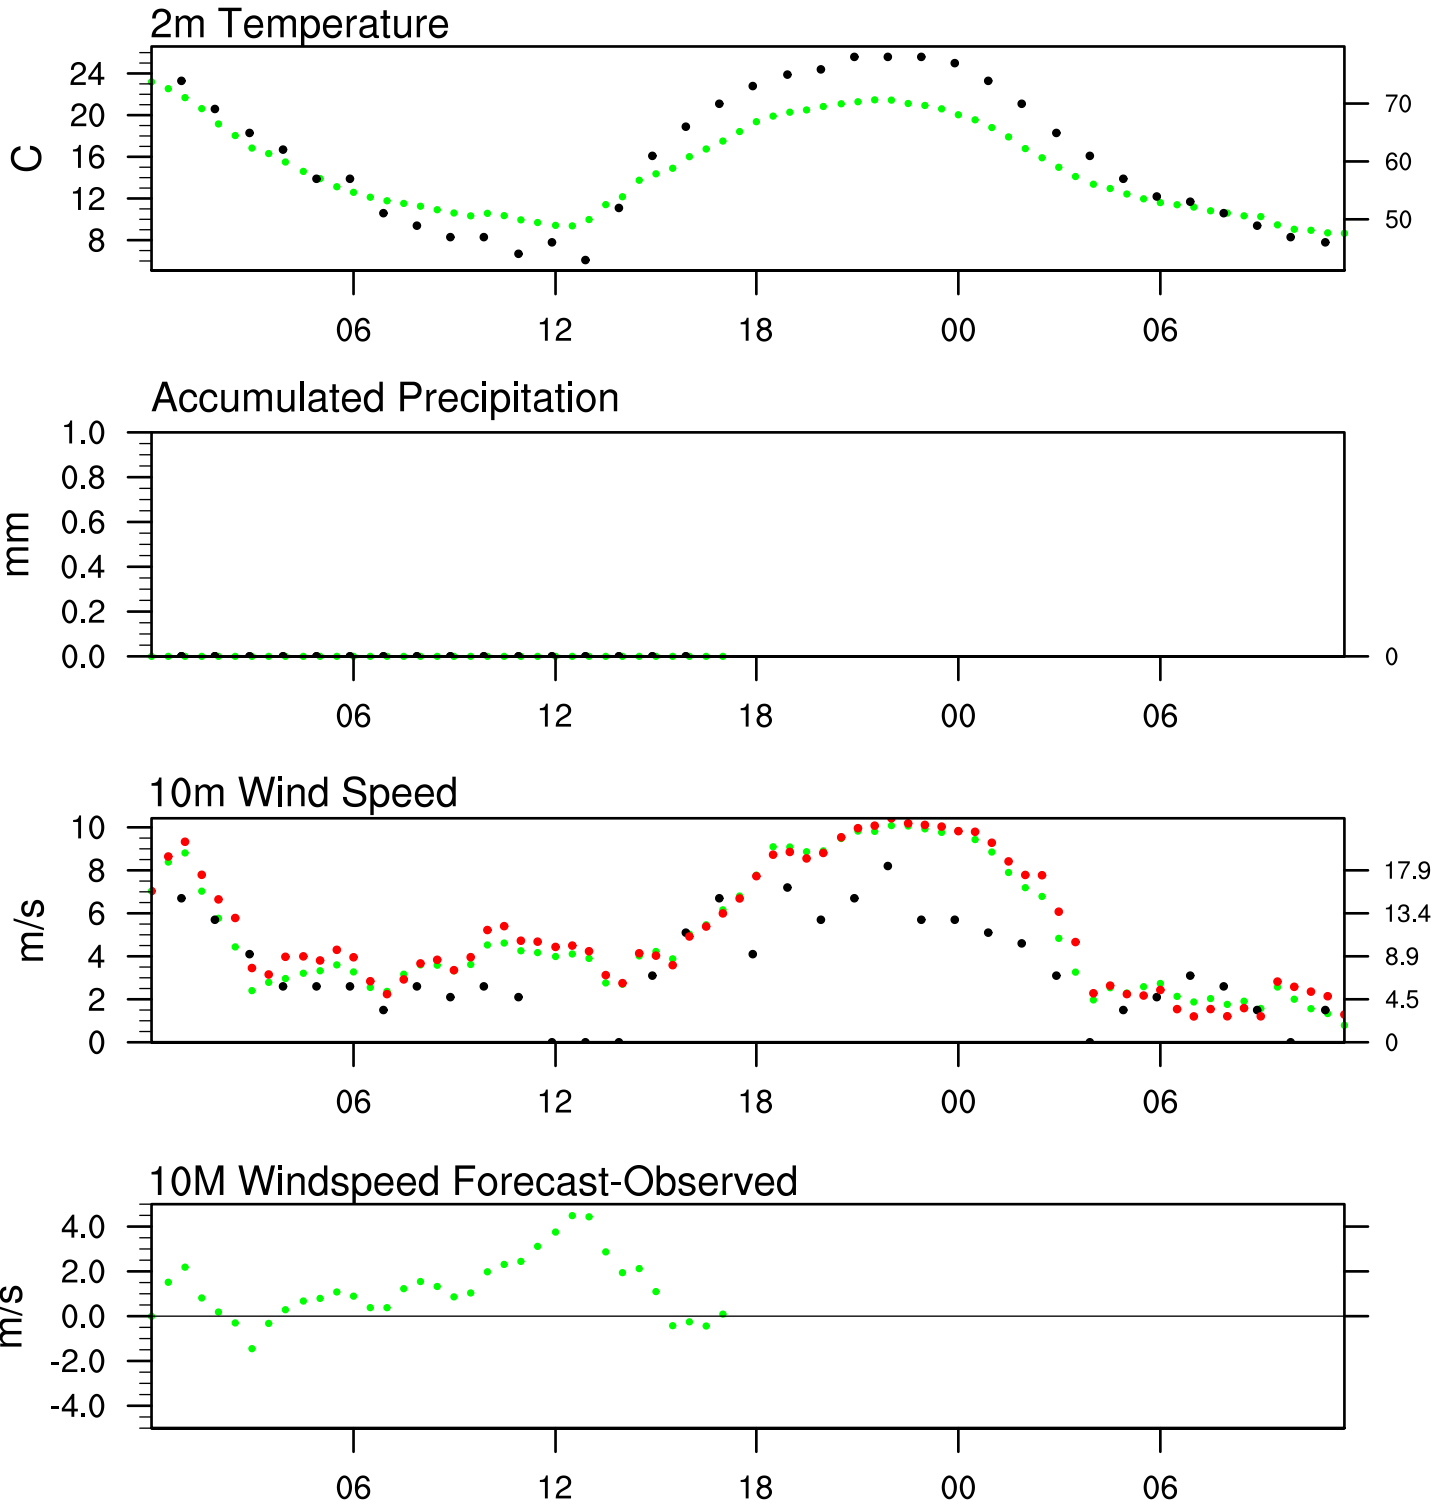 2m Temperature
24
20
16
12
8
C
70
60
50
06 12 18 00 06
Accumulated Precipitation
1.0
0.8
0.6
0.4
0.2
0.0
mm
0
06 12 18 00 06
10m Wind Speed
10
8
6
4
2
0
m/s
17.9
13.4
8.9
4.5
0
06 12 18 00 06
10M Windspeed Forecast-Observed
4.0
2.0
0.0
-2.0
-4.0
m/s
06 12 18 00 06